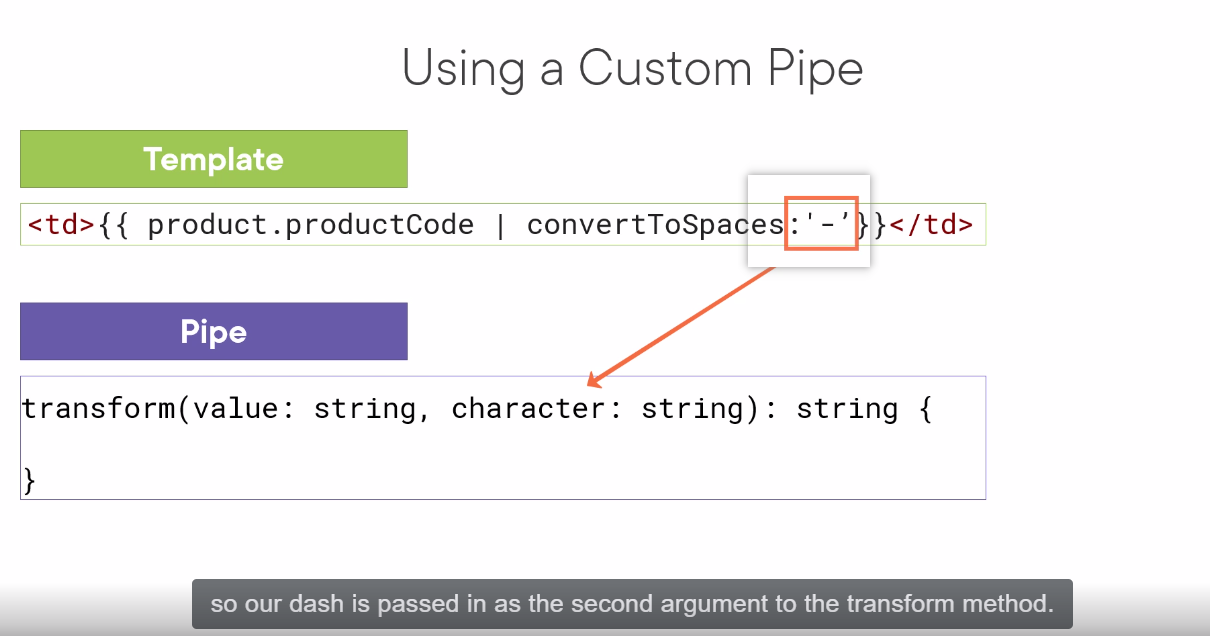 Using a Custom Pipe
Template
<td>{{ product.productCode | convertToSpaces:'-’}}</td>
Pipe
transform(value: string, character: string): string {
}
so our dash is passed in as the second argument to the transform method.